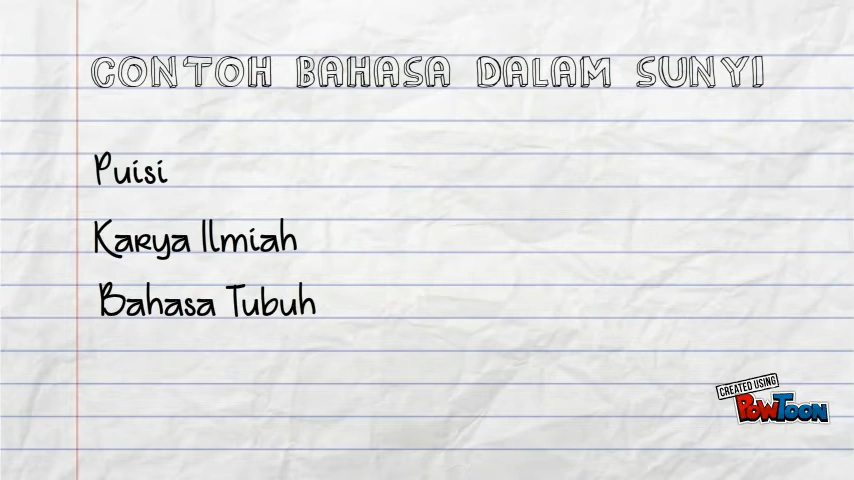 CONTOH BAHASA DALAM SUNYI
Puisi
Karya Ilmiah
Bahasa Tubuh
CREATED USING
POWTOON